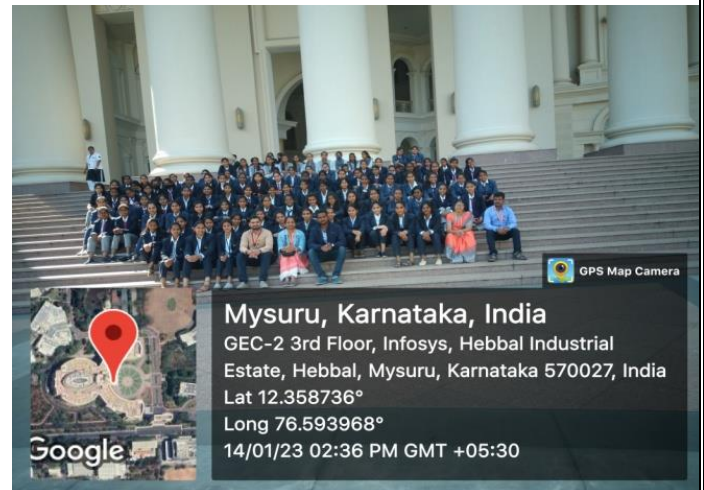 GPS Map Camera
Mysuru, Karnataka, India
GEC-2 3rd Floor, Infosys, Hebbal Industrial
Estate, Hebbal, Mysuru, Karnataka 570027, India
Lat 12.358736°
Long 76.593968°
14/01/23 02:36 PM GMT +05:30
Google